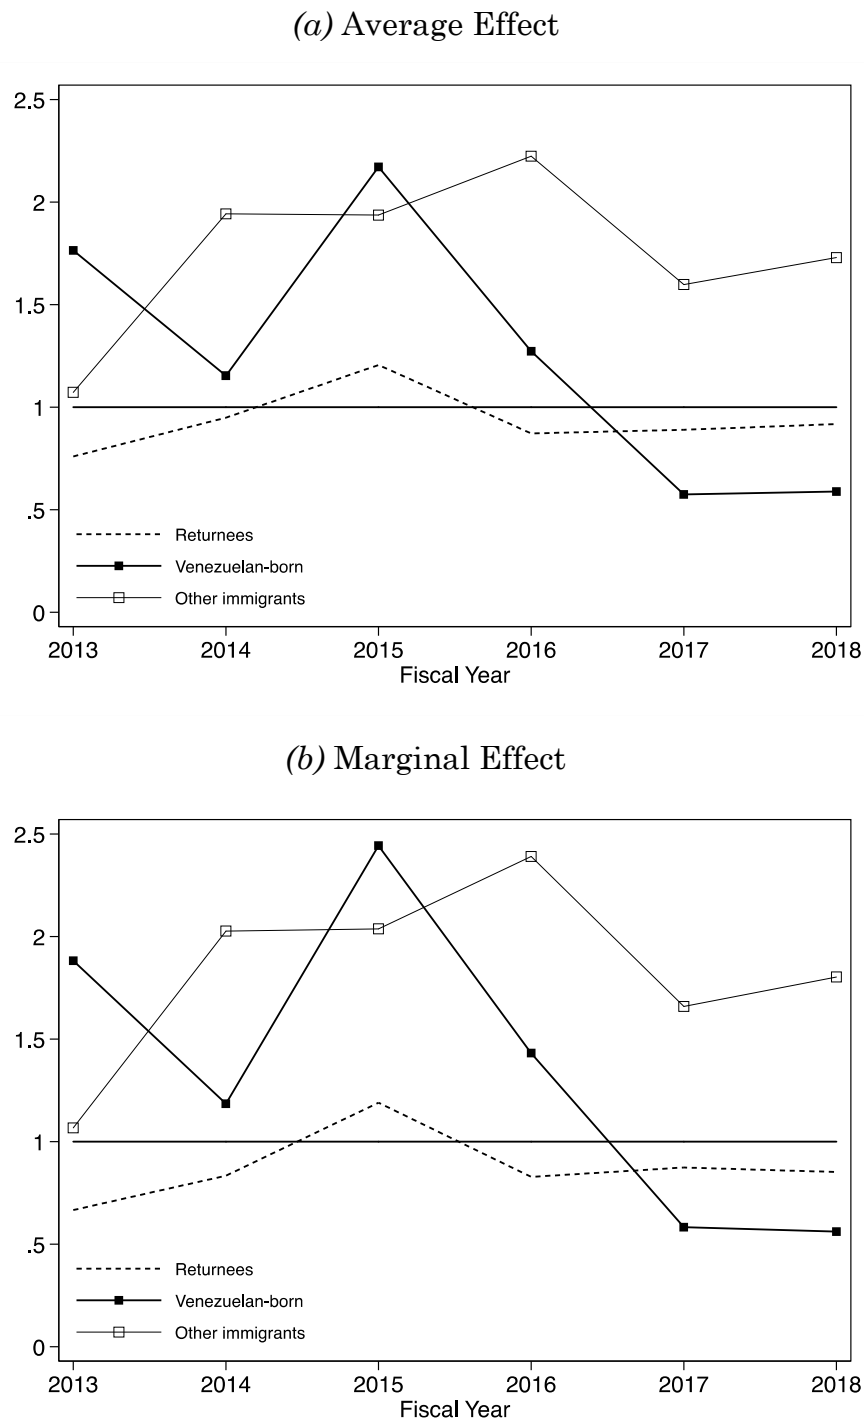 (a) Average Effect
2.5
2
1.5
1
.5
0
Returnees
Venezuelan-born
Other immigrants
2013 2014 2015 2016 2017 2018
Fiscal Year
(b) Marginal Effect
2.5
2
1.5
1
.5
0
Returnees
Venezuelan-born
Other immigrants
2013 2014 2015 2016 2017 2018
Fiscal Year